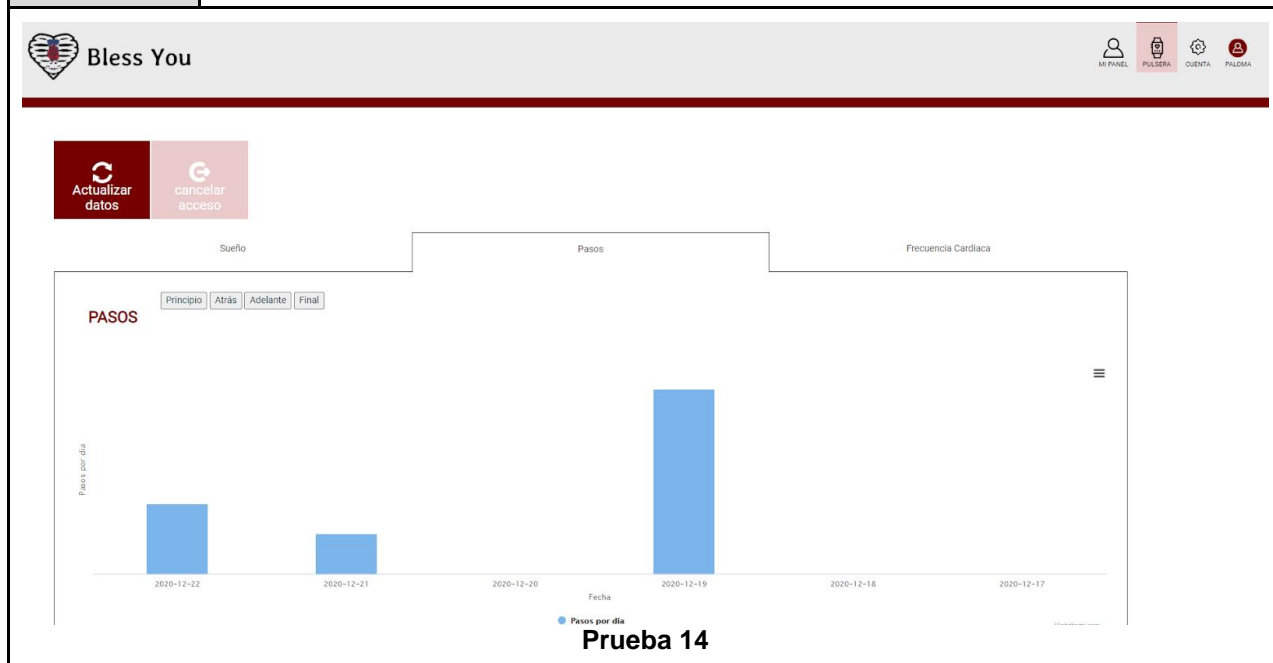 Bless You
MI PANEL PULSERA CUENTA PALOMA
Actualizar
datos
cancelar
acceso
Sueño Pasos Frecuencia Cardiaca
Principio Atrás Adelante Final
PASOS
Pasos por día
2020-12-22 2020-12-21 2020-12-20 2020-12-19 2020-12-18 2020-12-17
Fecha
Pasos por día
Prueba 14